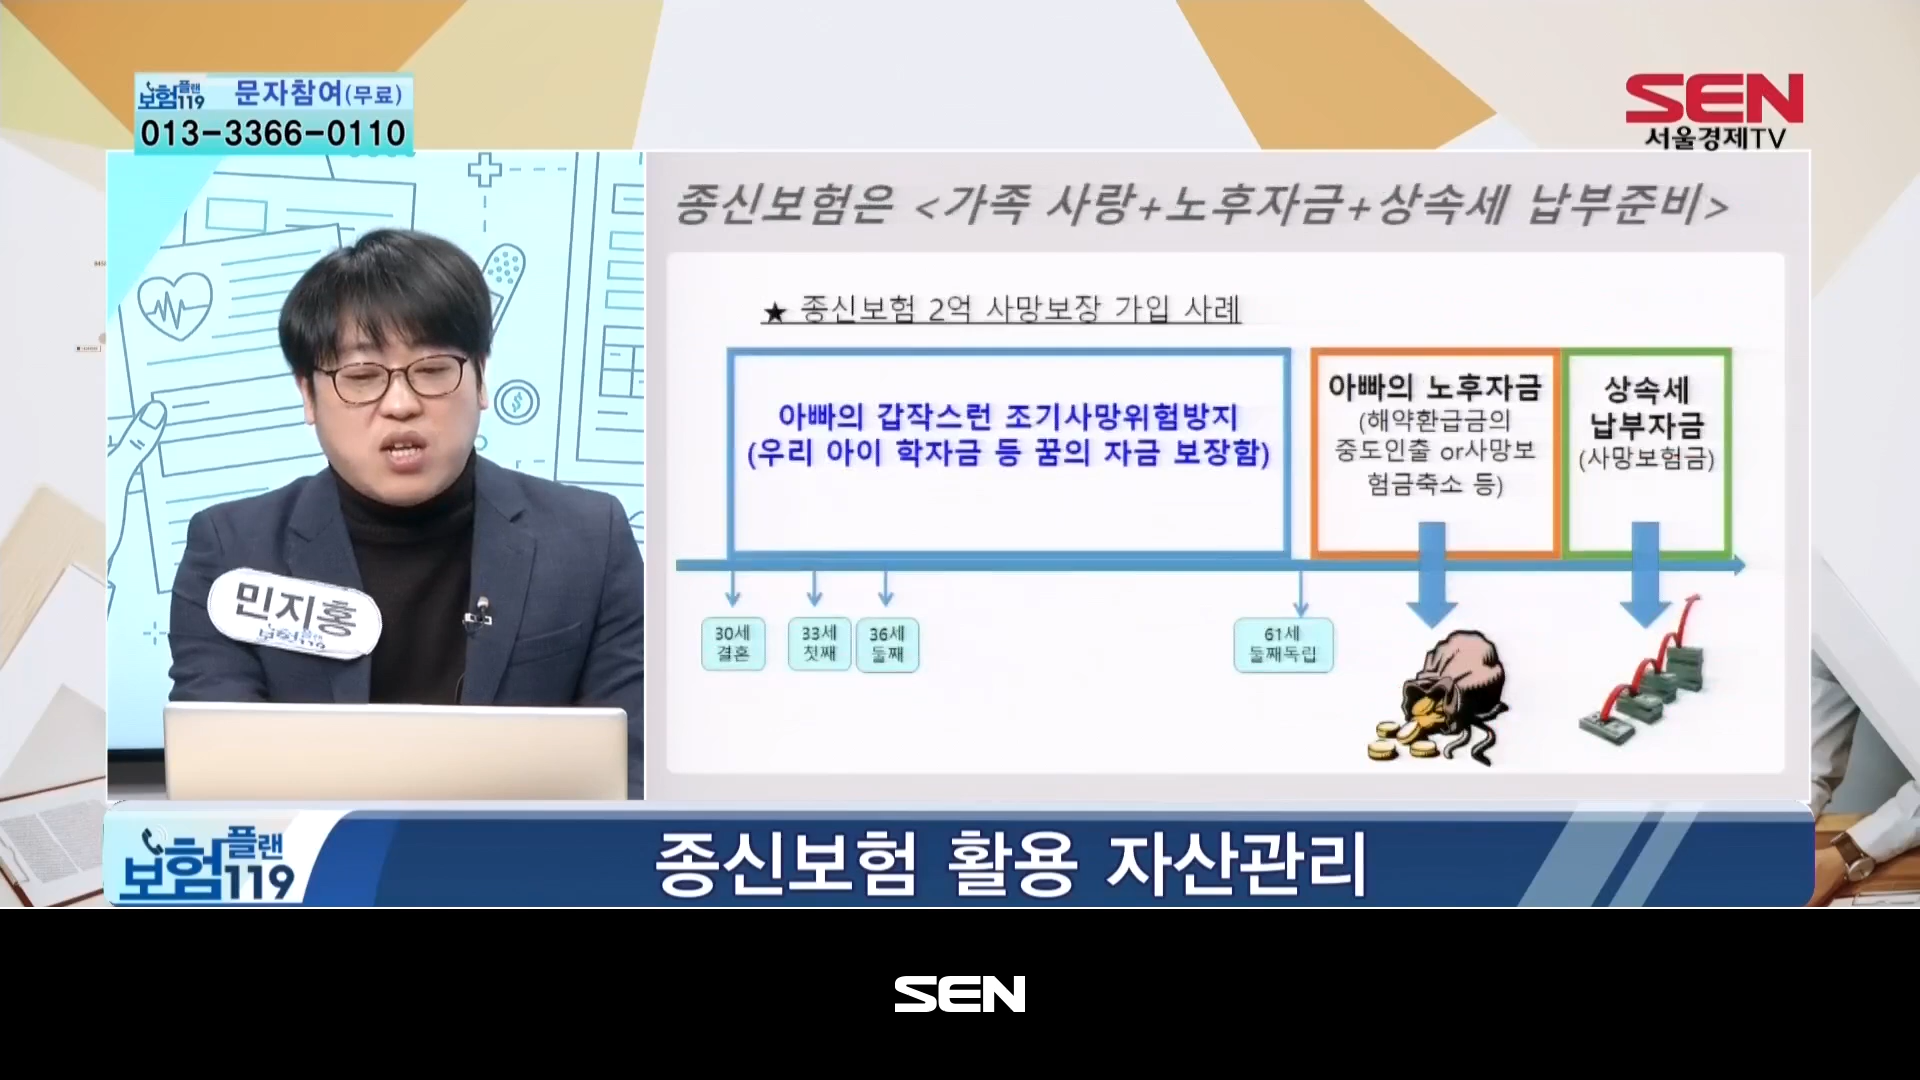 보험플랜119 문자참여(무료)
013-3366-0110
SEN
서울경제TV
종신보험은 <가족 사랑+노후자금+상속세 납부준비>
★ 종신보험 2억 사망보장 가입 사례
아빠의 갑작스런 조기사망위험방지
(우리 아이 학자금 등 꿈의 자금 보장함)
아빠의 노후자금
(해약환급금의
중도인출 or사망보
험금축소 등)
상속세
납부자금
(사망보험금)
30세
결혼
33세
첫째
36세
둘째
61세
둘째독립
민지홍
보험플랜119
보험플랜119
종신보험 활용 자산관리
SEN